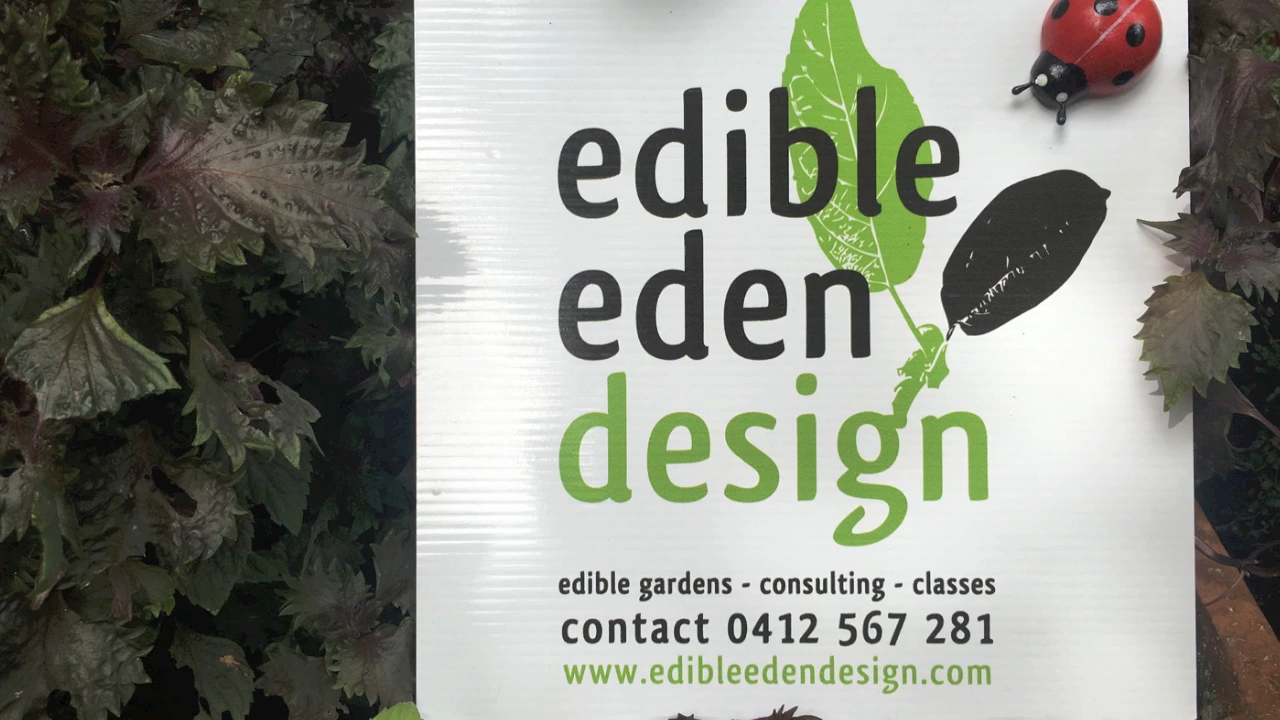 edible
eden
design
edible gardens - consulting - classes
contact 0412 567 281
www.edibleedendesign.com